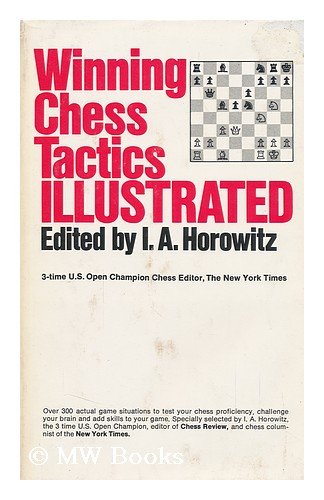 Winning
Chess
Tactics
ILLUSTRATED
Edited by I. A. Horowitz
3-time U.S. Open Champion Chess Editor, The New York Times
Over 300 actual game situations to test your chess proficiency, challenge
your brain and add skills to your game, Specially selected by I. A. Horowitz,
the 3 time U.S. Open Champion, editor of Chess Review, and chess colum-
nist of the New York Times.
© MW Books